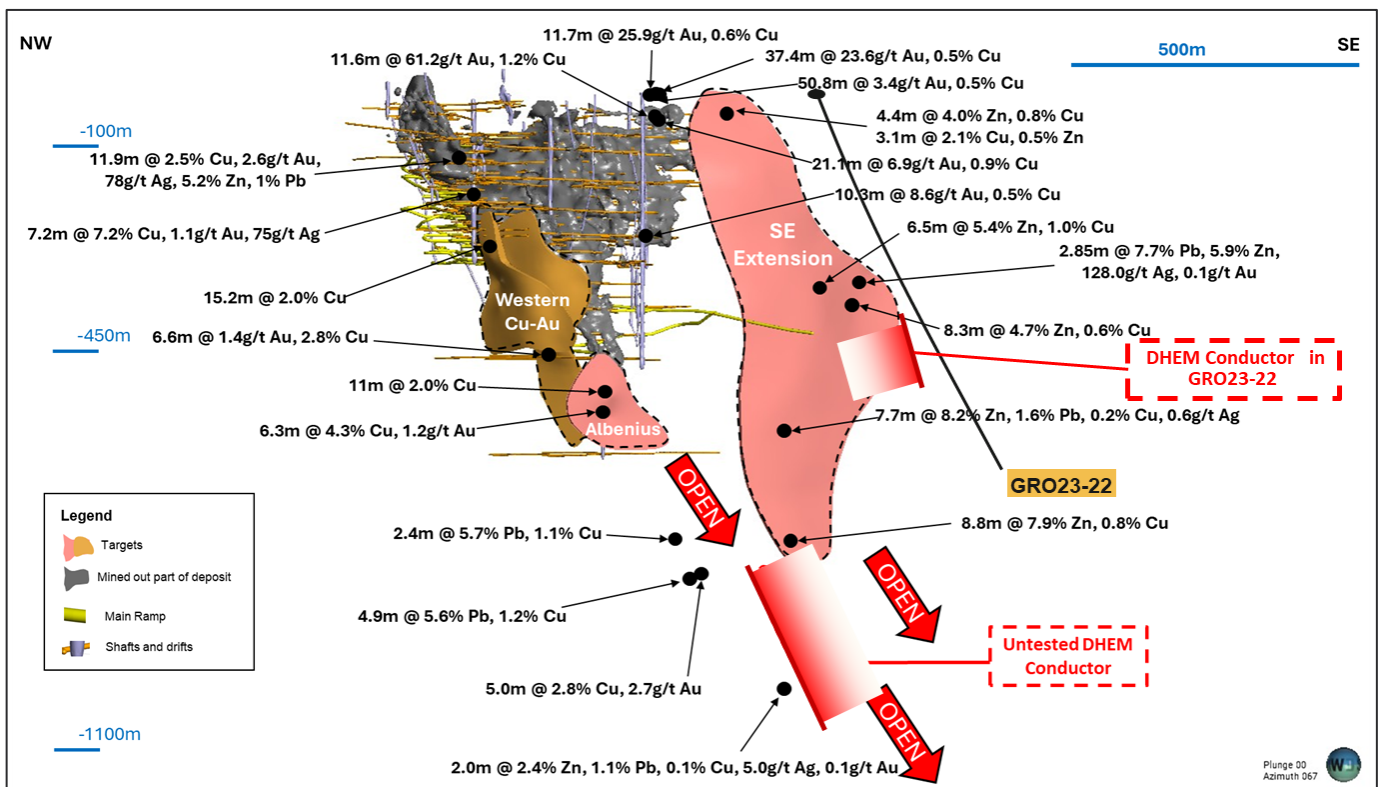 NW
11.7m @ 25.9g/t Au, 0.6% Cu
500m
SE
11.6m @ 61.2g/t Au, 1.2% Cu
37.4m @ 23.6g/t Au, 0.5% Cu
50.8m @ 3.4g/t Au, 0.5% Cu
4.4m @ 4.0% Zn, 0.8% Cu
3.1m @ 2.1% Cu, 0.5% Zn
-100m
11.9m @ 2.5% Cu, 2.6g/t Au,
78g/t Ag, 5.2% Zn, 1% Pb
21.1m @ 6.9g/t Au, 0.9% Cu
10.3m @ 8.6g/t Au, 0.5% Cu
7.2m @ 7.2% Cu, 1.1g/t Au, 75g/t Ag
SE
Extension
6.5m @ 5.4% Zn, 1.0% Cu
2.85m @ 7.7% Pb, 5.9% Zn,
128.0g/t Ag, 0.1g/t Au
15.2m @ 2.0% Cu
Western
Cu-Au
-450m
6.6m @ 1.4g/t Au, 2.8% Cu
8.3m @ 4.7% Zn, 0.6% Cu
DHEM Conductor in
GRO23-22
11m @ 2.0% Cu
7.7m @ 8.2% Zn, 1.6% Pb, 0.2% Cu, 0.6g/t Ag
6.3m @ 4.3% Cu, 1.2g/t Au
Albenius
GRO23-22
OPEN
Legend
Targets
Mined out part of deposit
Main Ramp
Shafts and drifts
2.4m @ 5.7% Pb, 1.1% Cu
8.8m @ 7.9% Zn, 0.8% Cu
OPEN
4.9m @ 5.6% Pb, 1.2% Cu
Untested DHEM
Conductor
5.0m @ 2.8% Cu, 2.7g/t Au
OPEN
-1100m
2.0m @ 2.4% Zn, 1.1% Pb, 0.1% Cu, 5.0g/t Ag, 0.1g/t Au
Plunge 00
Azimuth 067
W